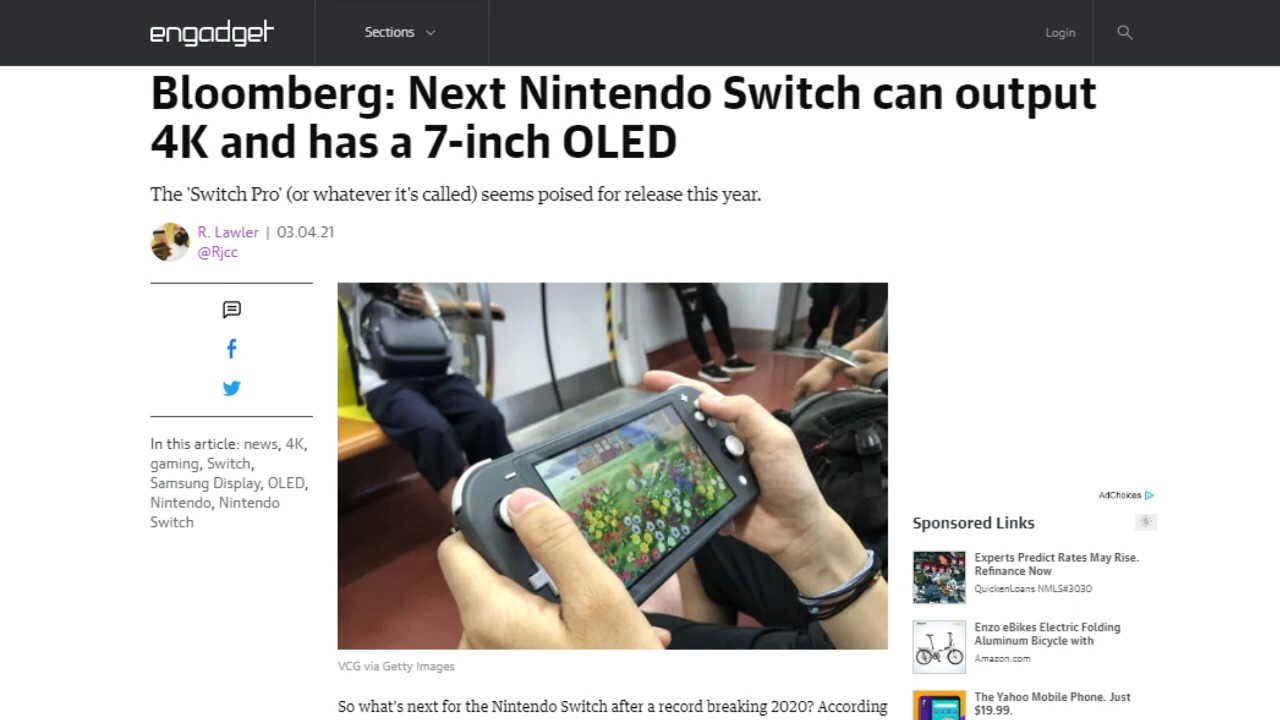 engadget
Sections
Login
Bloomberg: Next Nintendo Switch can output
4K and has a 7-inch OLED
The 'Switch Pro' (or whatever it's called) seems poised for release this year.
R. Lawler | 03.04.21
@Rjcc
In this article: news, 4K,
gaming, Switch,
Samsung Display, OLED,
Nintendo, Nintendo
Switch
VCG via Getty Images
So what's next for the Nintendo Switch after a record breaking 2020? According
AdChoices
Sponsored Links
Experts Predict Rates May Rise.
Refinance Now
QuickenLoans NMLS#3030
Enzo eBikes Electric Folding
Aluminum Bicycle with
Amazon.com
The Yahoo Mobile Phone. Just
$19.99.